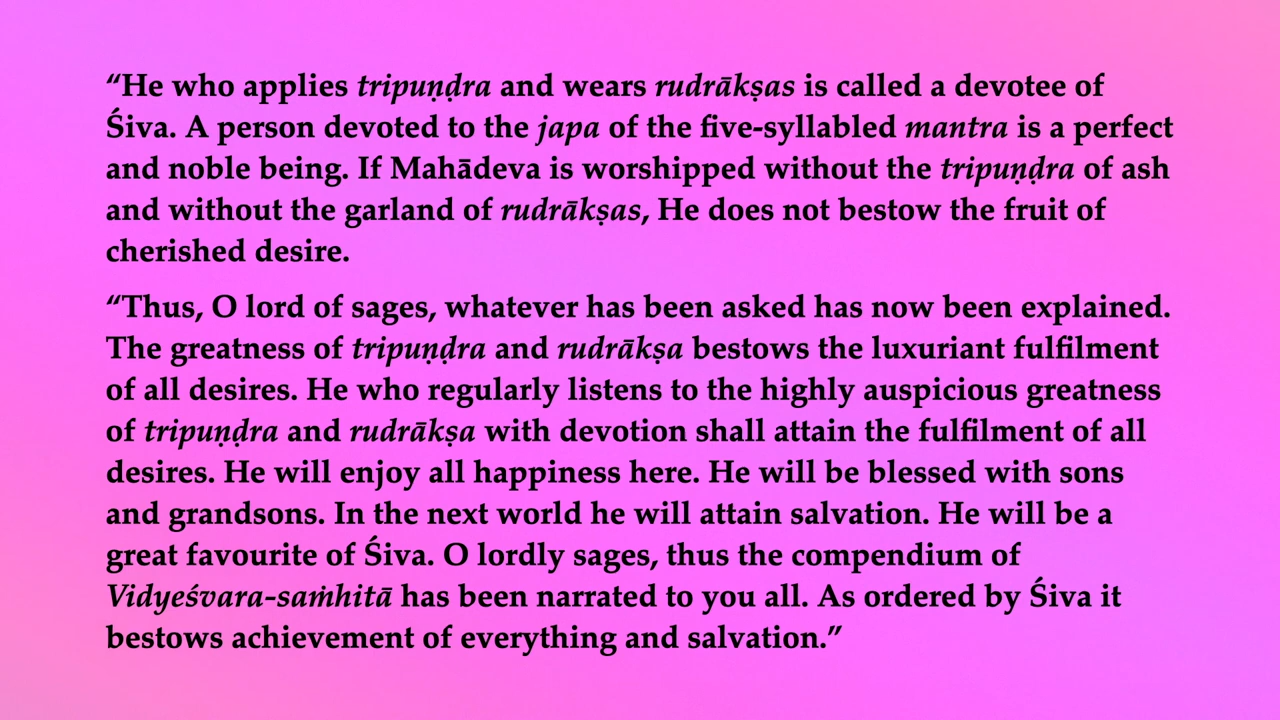 “He who applies tripuṇḍra and wears rudrākṣas is called a devotee of
Śiva. A person devoted to the japa of the five-syllabled mantra is a perfect
and noble being. If Mahādeva is worshipped without the tripuṇḍra of ash
and without the garland of rudrākṣas, He does not bestow the fruit of
cherished desire.
“Thus, O lord of sages, whatever has been asked has now been explained.
The greatness of tripuṇḍra and rudrākṣa bestows the luxuriant fulfilment
of all desires. He who regularly listens to the highly auspicious greatness
of tripuṇḍra and rudrākṣa with devotion shall attain the fulfilment of all
desires. He will enjoy all happiness here. He will be blessed with sons
and grandsons. In the next world he will attain salvation. He will be a
great favourite of Śiva. O lordly sages, thus the compendium of
Vidyeśvara-saṁhitā has been narrated to you all. As ordered by Śiva it
bestows achievement of everything and salvation.”